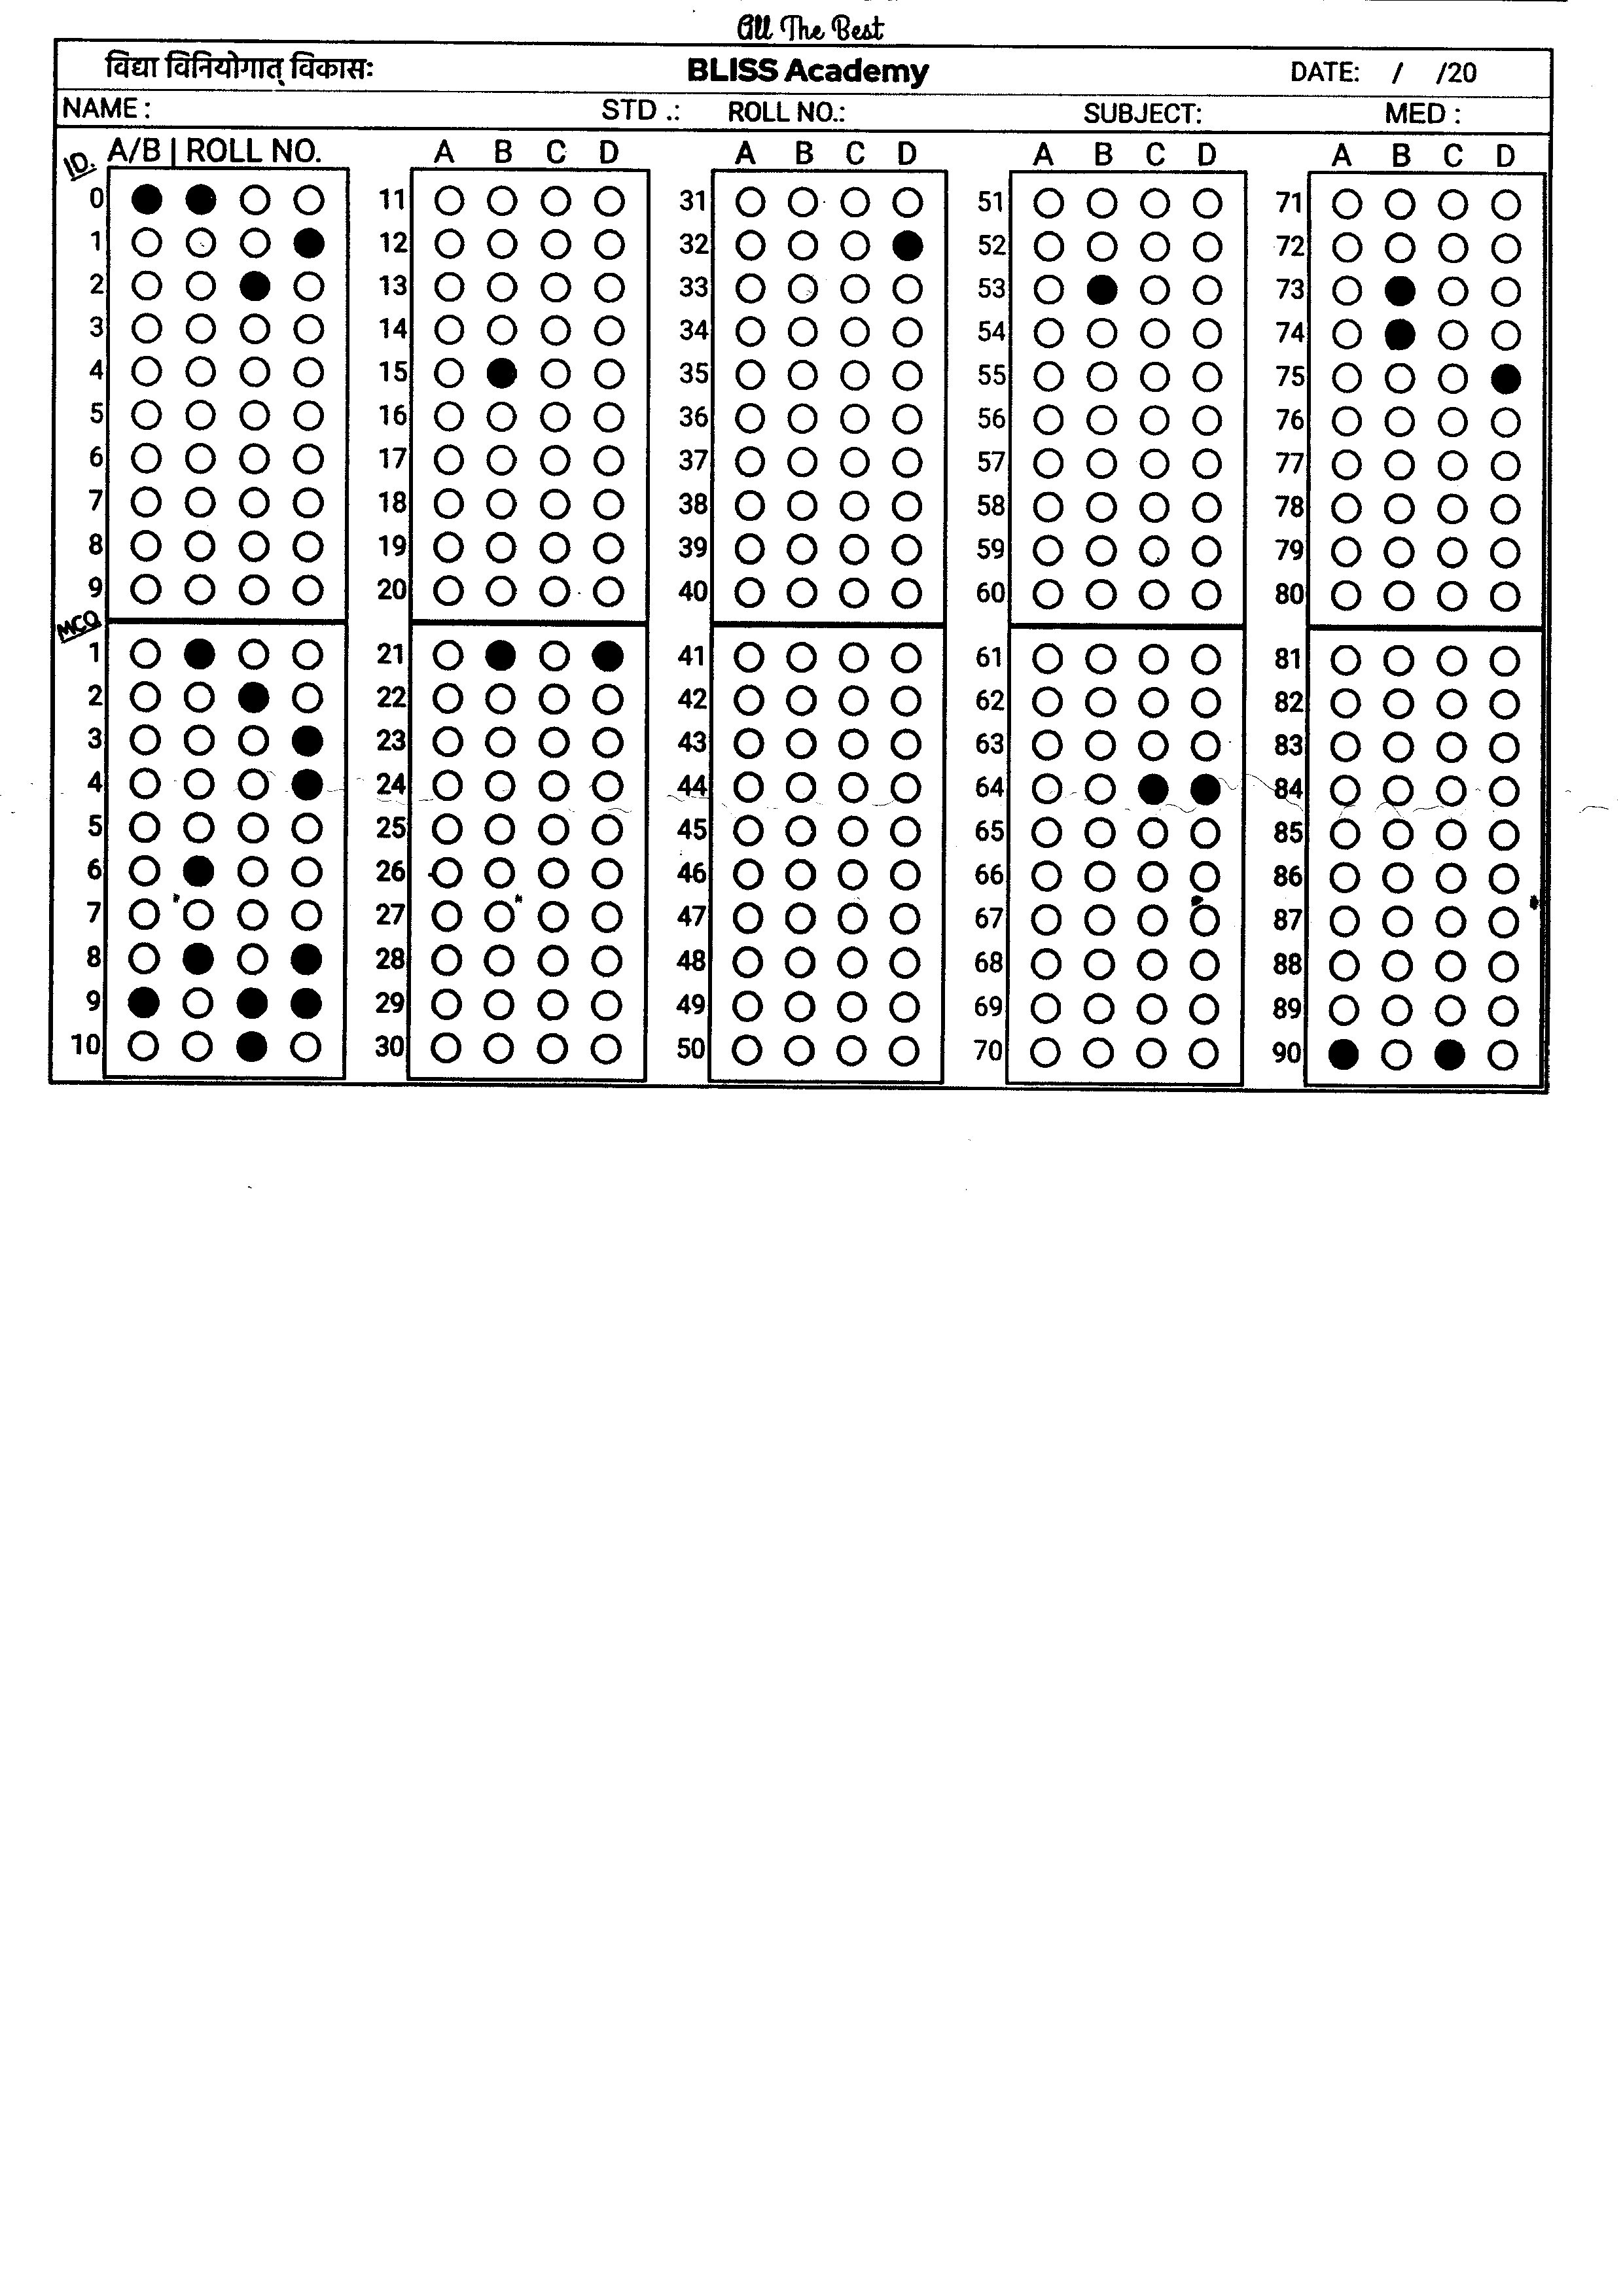 All The Best
विद्या विनियोगात् विकासः BLISS Academy DATE: / /20
NAME : STD .: ROLL NO.: SUBJECT: MED :
ID. A/B | ROLL NO. A B C D A B C D A B C D A B C D
0 11 31 51 71
1 12 32 52 72
2 13 33 53 73
3 14 34 54 74
4 15 35 55 75
5 16 36 56 76
6 17 37 57 77
7 18 38 58 78
8 19 39 59 79
9 20 40 60 80
MCQ
1 21 41 61 81
2 22 42 62 82
3 23 43 63 83
4 24 44 64 84
5 25 45 65 85
6 26 46 66 86
7 27 47 67 87
8 28 48 68 88
9 29 49 69 89
10 30 50 70 90